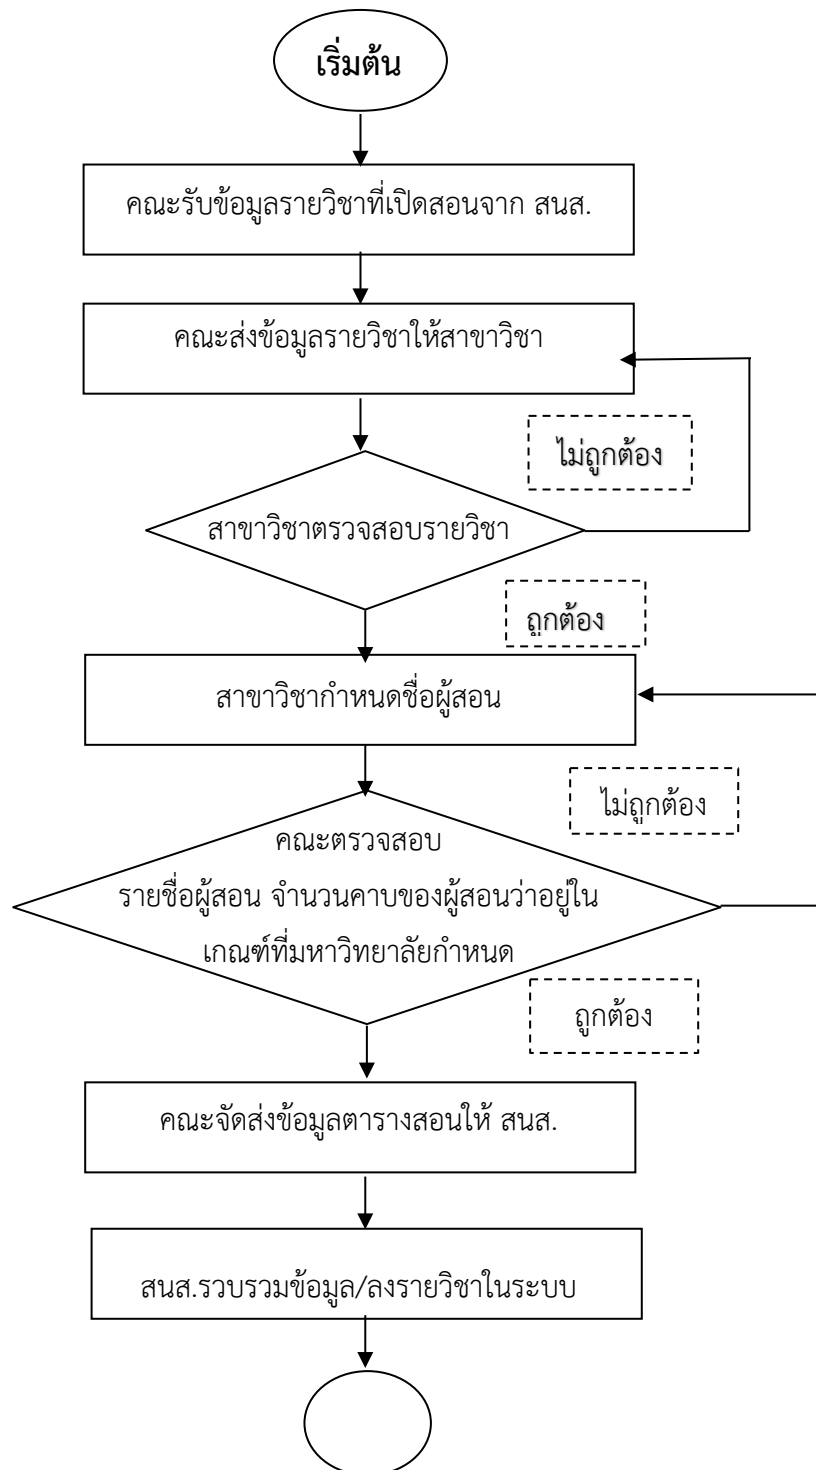 เริ่มต้น
คณะรับข้อมูลรายวิชาที่เปิดสอนจาก สนส.
คณะส่งข้อมูลรายวิชาให้สาขาวิชา
ไม่ถูกต้อง
สาขาวิชาตรวจสอบรายวิชา
ถูกต้อง
สาขาวิชากำหนดชื่อผู้สอน
ไม่ถูกต้อง
คณะตรวจสอบ
รายชื่อผู้สอน จำนวนคาบของผู้สอนว่าอยู่ใน
เกณฑ์ที่มหาวิทยาลัยกำหนด
ถูกต้อง
คณะจัดส่งข้อมูลตารางสอนให้ สนส.
สนส.รวบรวมข้อมูล/ลงรายวิชาในระบบ